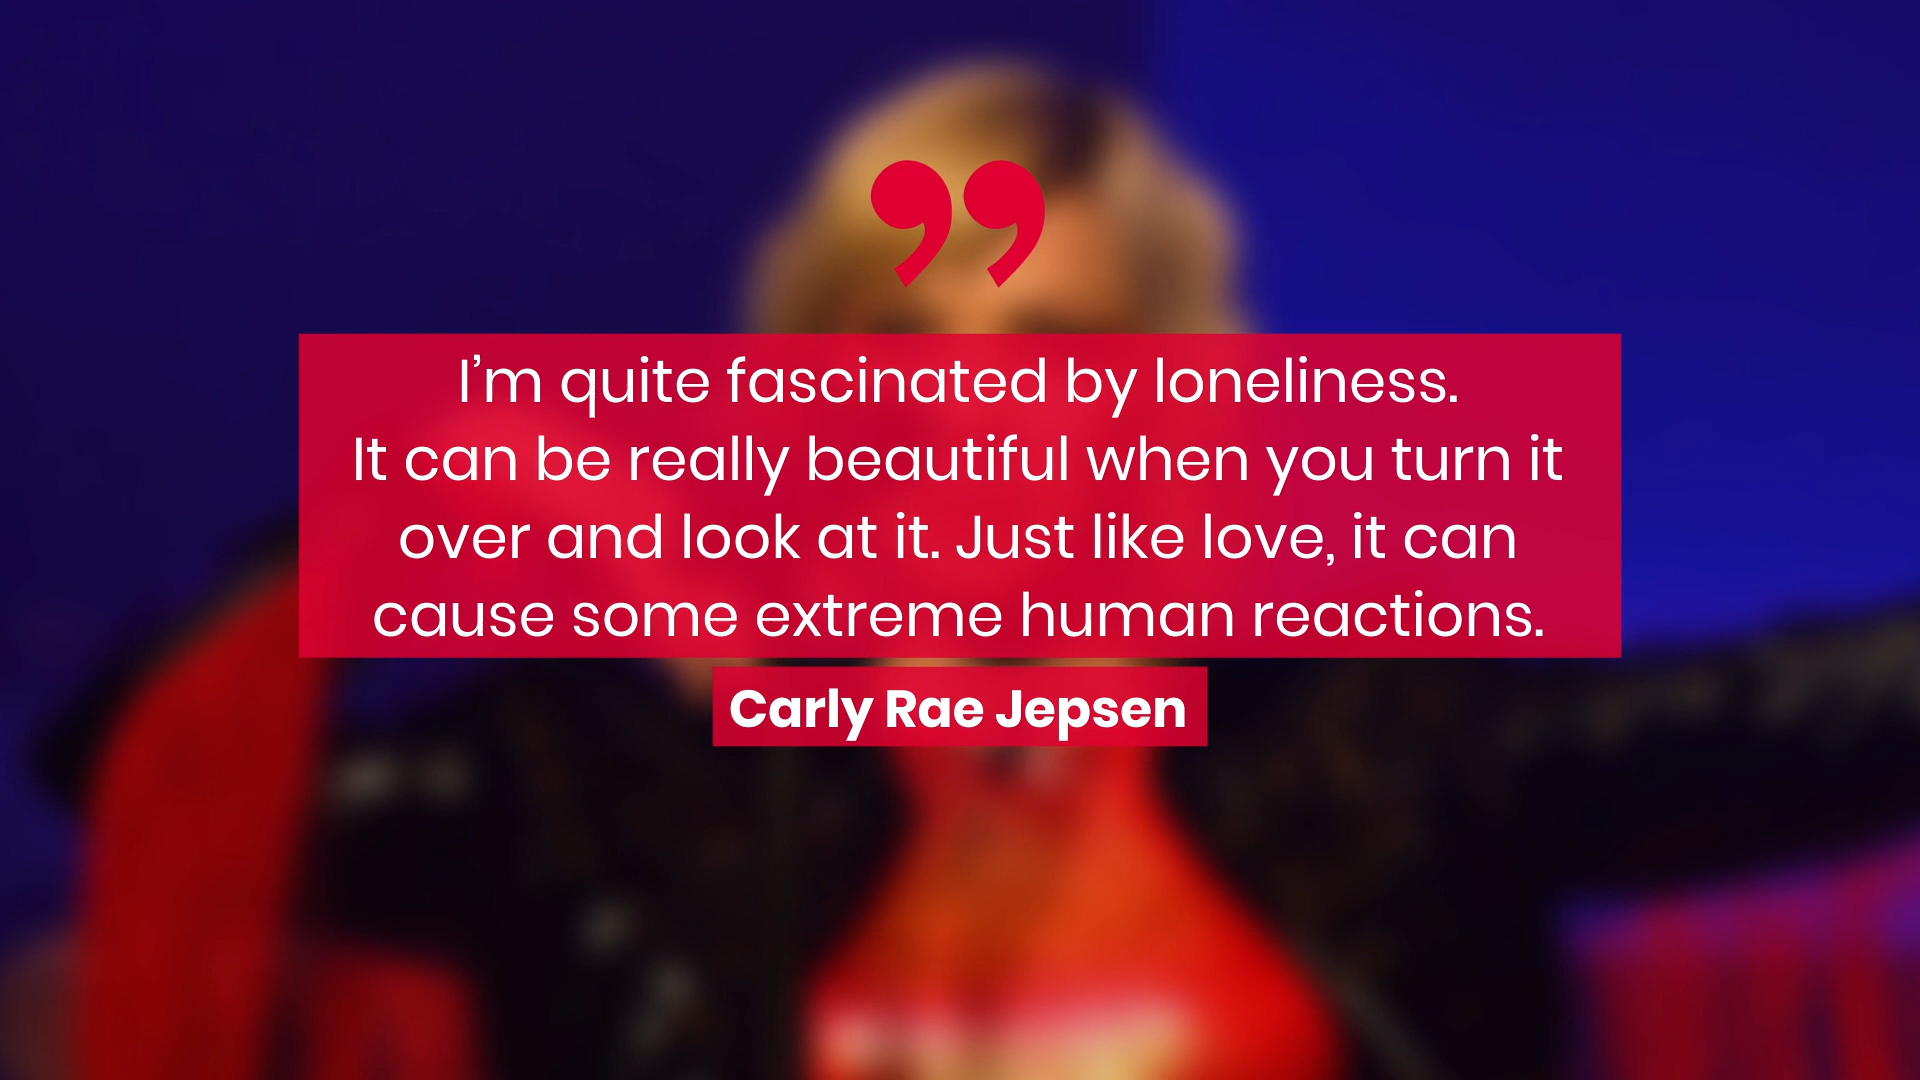 ”
I’m quite fascinated by loneliness.
It can be really beautiful when you turn it
over and look at it. Just like love, it can
cause some extreme human reactions.
Carly Rae Jepsen